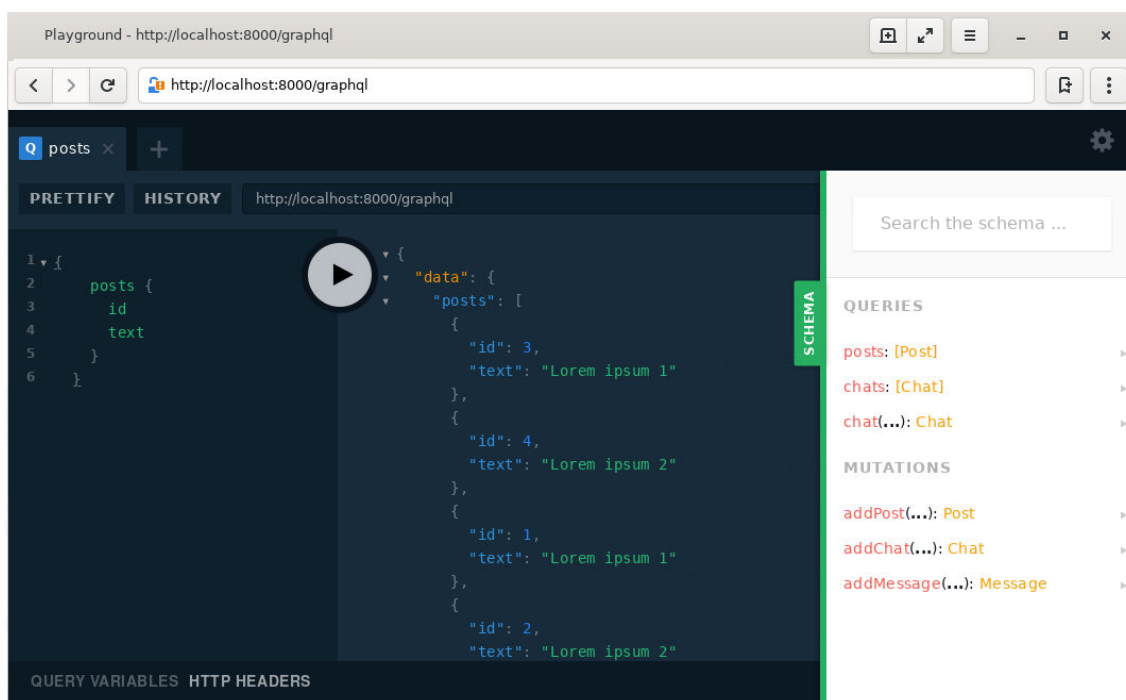 Playground - http://localhost:8000/graphql
http://localhost:8000/graphql
Q posts
PRETTIFY HISTORY http://localhost:8000/graphql
1 {
2 posts {
3 id
4 text
5 }
6 }
{
"data": {
"posts": [
{
"id": 3,
"text": "Lorem ipsum 1"
},
{
"id": 4,
"text": "Lorem ipsum 2"
},
{
"id": 1,
"text": "Lorem ipsum 1"
},
{
"id": 2,
"text": "Lorem ipsum 2"
QUERY VARIABLES HTTP HEADERS
SCHEMA
Search the schema ...
QUERIES
posts: [Post]
chats: [Chat]
chat(...): Chat
MUTATIONS
addPost(...): Post
addChat(...): Chat
addMessage(...): Message